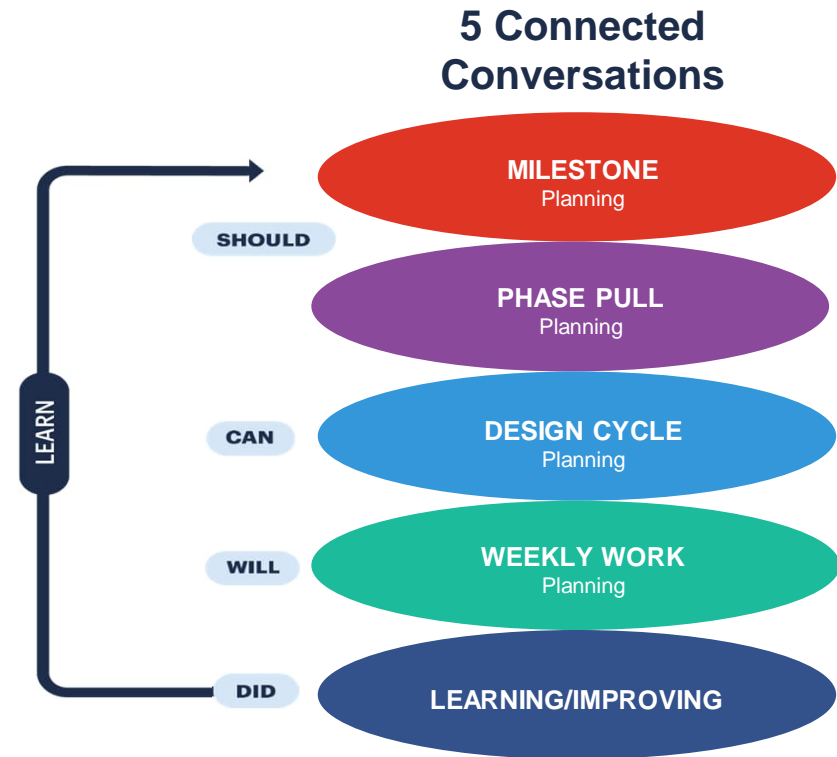 5 Connected
Conversations
MILESTONE
Planning
SHOULD
PHASE PULL
Planning
LEARN
CAN
DESIGN CYCLE
Planning
WILL
WEEKLY WORK
Planning
DID
LEARNING/IMPROVING